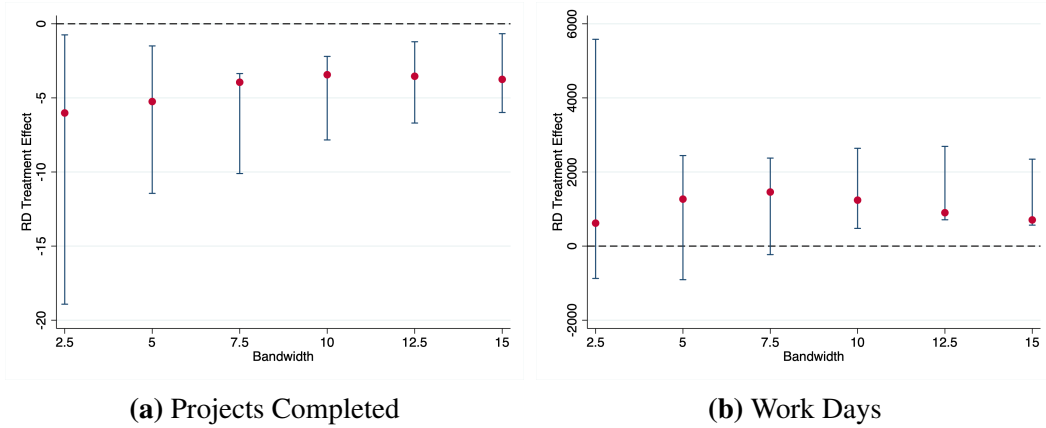 0
-5
-10
-15
-20
RD Treatment Effect
2.5 5 7.5 10 12.5 15
Bandwidth
(a) Projects Completed
6000
4000
2000
0
-2000
RD Treatment Effect
2.5 5 7.5 10 12.5 15
Bandwidth
(b) Work Days